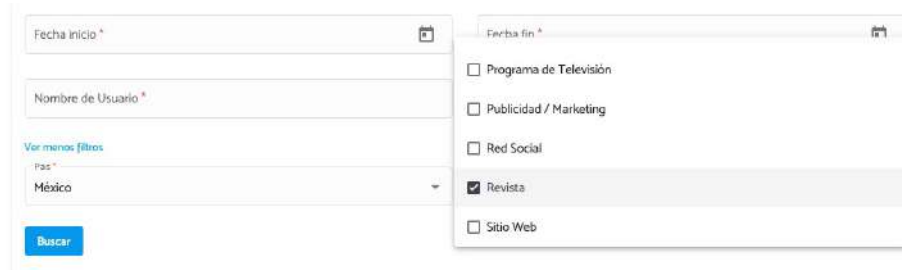 Fecha inicio *
Fecha fin *
Programa de Televisión
Nombre de Usuario *
Publicidad / Marketing
Ver menos filtros
Red Social
País *
México
Revista
Sitio Web
Buscar